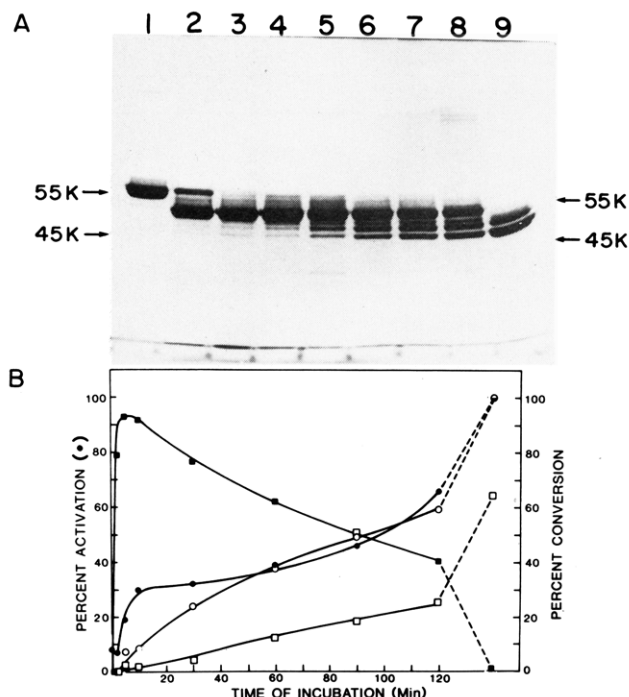 A
1 2 3 4 5 6 7 8 9
55K
55K
45K
45K
B
100
80
60
40
20
0
PERCENT ACTIVATION (•)
100
80
60
40
20
0
PERCENT CONVERSION
0 20 40 60 80 100 120
TIME OF INCUBATION (Min)